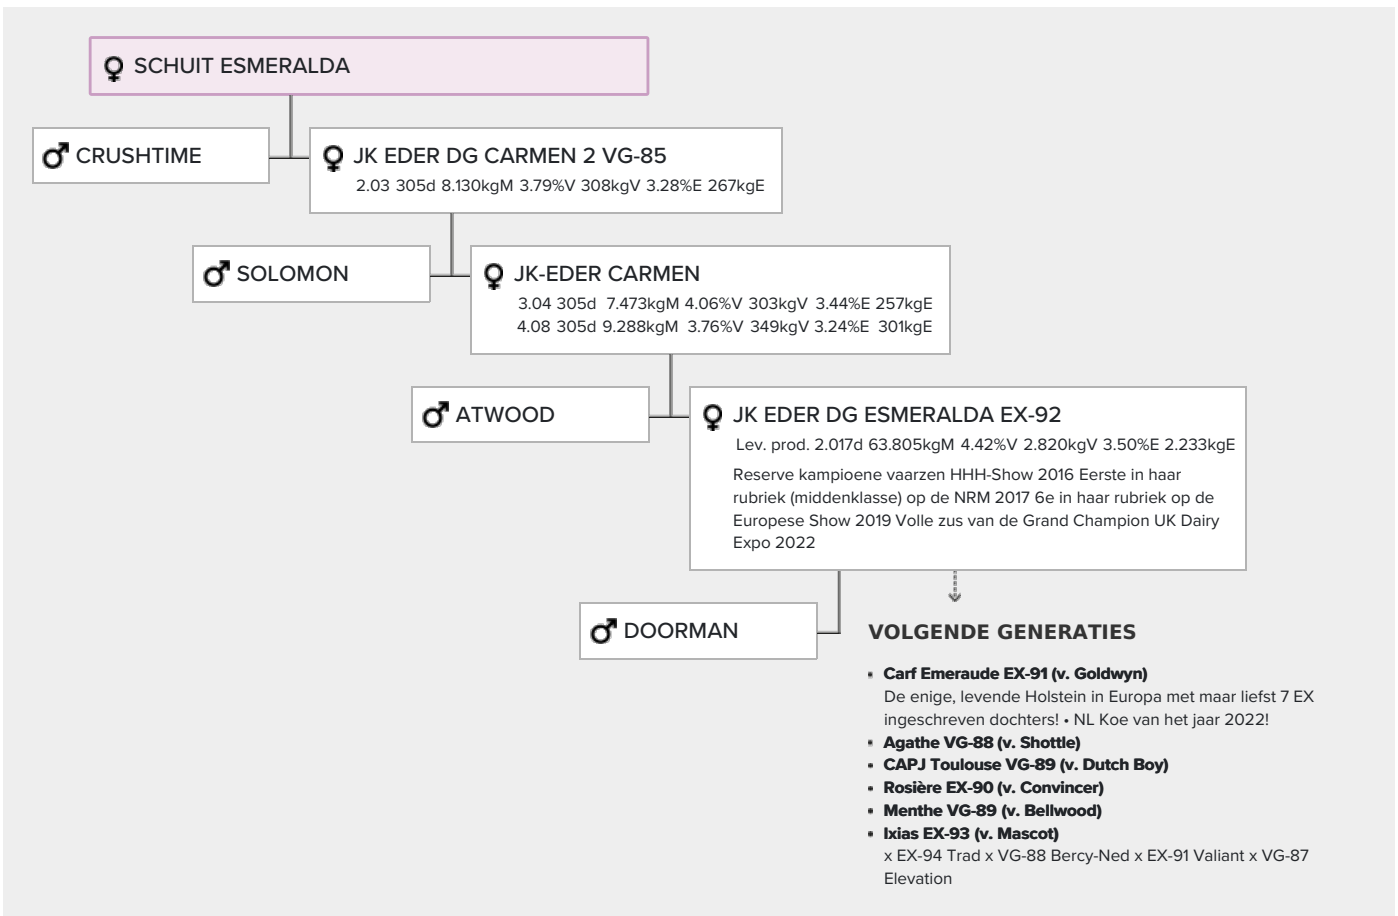 SCHUIT ESMERALDA
CRUSHTIME
JK EDER DG CARMEN 2 VG-85
2.03 305d 8.130kgM 3.79%V 308kgV 3.28%E 267kgE
SOLOMON
JK-EDER CARMEN
3.04 305d 7.473kgM 4.06%V 303kgV 3.44%E 257kgE
4.08 305d 9.288kgM 3.76%V 349kgV 3.24%E 301kgE
ATWOOD
JK EDER DG ESMERALDA EX-92
Lev. prod. 2.017d 63.805kgM 4.42%V 2.820kgV 3.50%E 2.233kgE
Reserve kampioene vaarzen HHH-Show 2016 Eerste in haar
rubriek (middenklasse) op de NRM 2017 6e in haar rubriek op de
Europese Show 2019 Volle zus van de Grand Champion UK Dairy
Expo 2022
DOORMAN
VOLGENDE GENERATIES
• Carf Emeraude EX-91 (v. Goldwyn)
De enige, levende Holstein in Europa met maar liefst 7 EX
ingeschreven dochters! • NL Koe van het jaar 2022!
• Agathe VG-88 (v. Shottle)
• CAPJ Toulouse VG-89 (v. Dutch Boy)
• Rosière EX-90 (v. Convincer)
• Menthe VG-89 (v. Bellwood)
• Ixias EX-93 (v. Mascot)
x EX-94 Trad x VG-88 Bercy-Ned x EX-91 Valiant x VG-87
Elevation